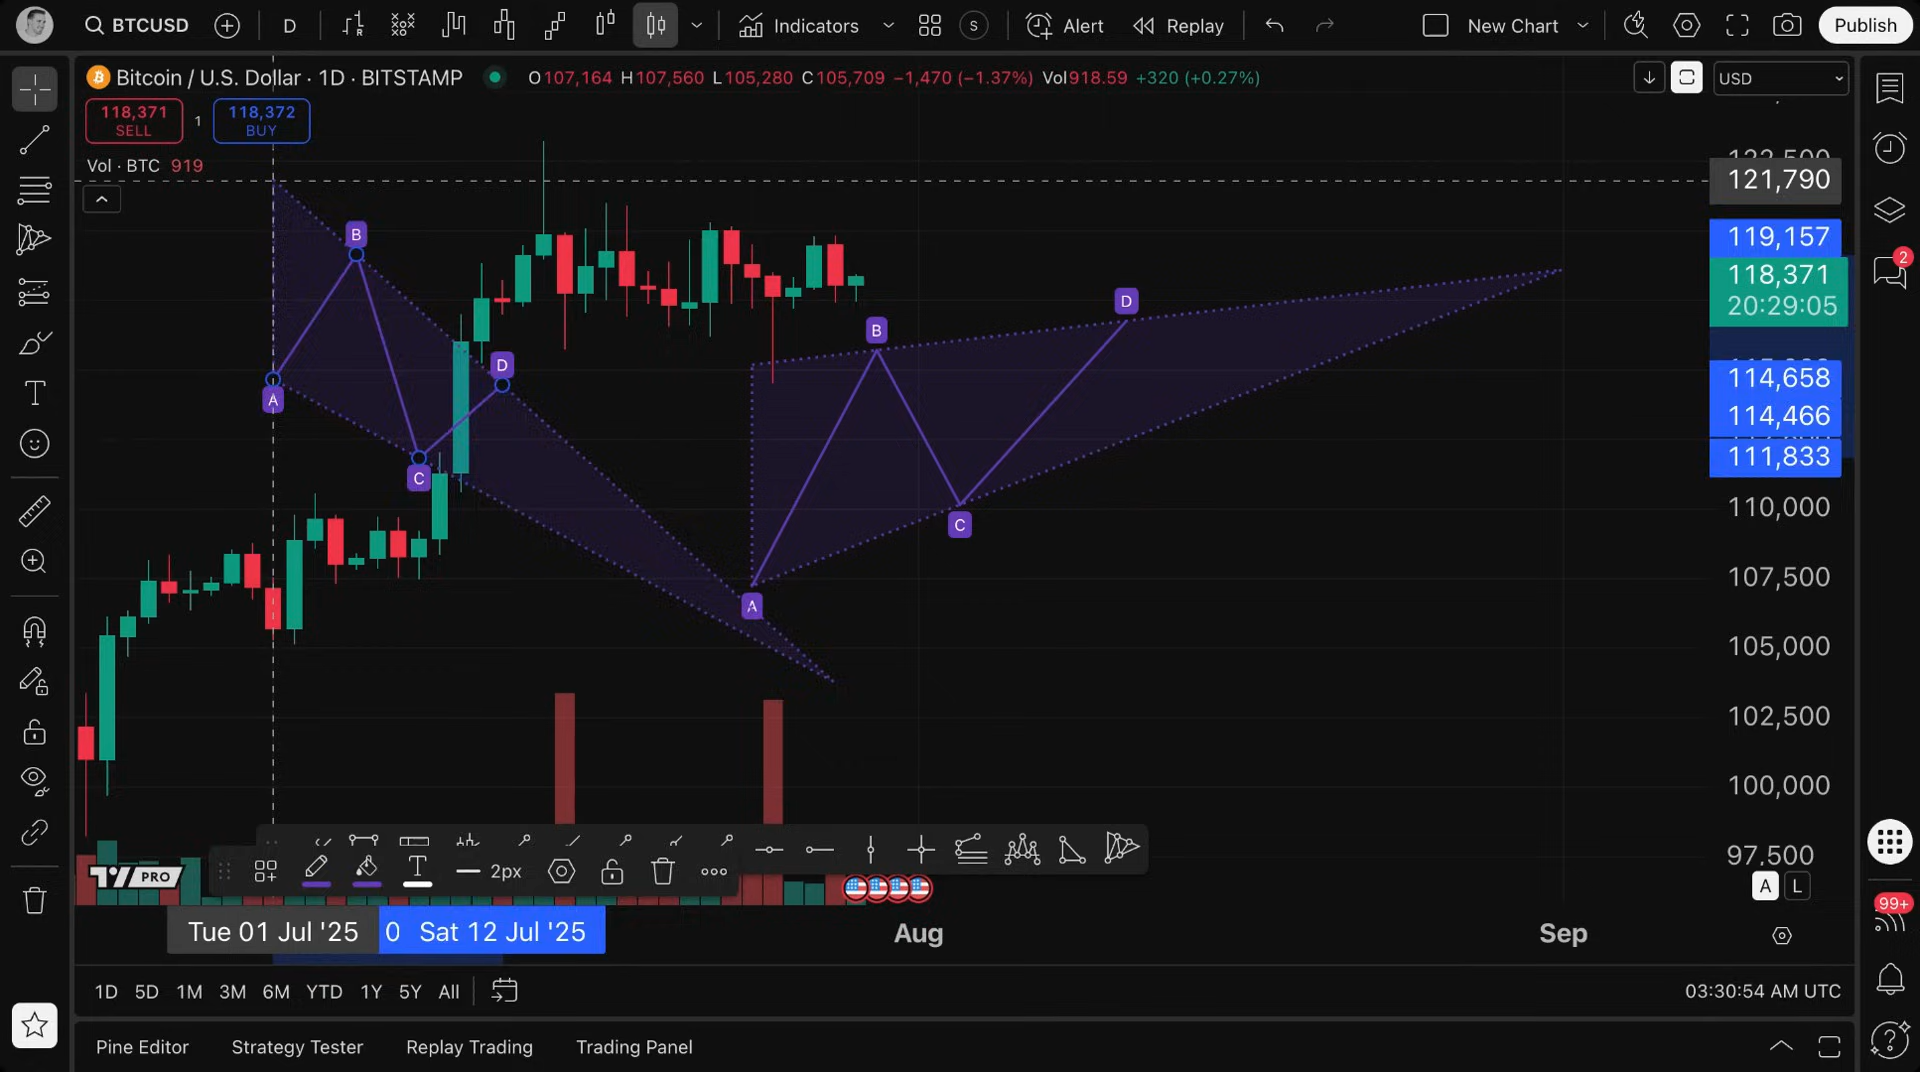 BTCUSD D Indicators S Alert Replay New Chart Publish
Bitcoin / U.S. Dollar · 1D · BITSTAMP O107,164 H107,560 L105,280 C105,709 −1,470 (−1.37%) Vol918.59 +320 (+0.27%) USD
118,371 SELL
1
118,372 BUY
Vol · BTC 919
121,790
B
119,157
118,371
20:29:05
D
B
D
A
114,658
114,466
111,833
C
110,000
C
107,500
A
105,000
102,500
100,000
97,500
T 2px
PRO
A L
99+
2
Tue 01 Jul '25 0 Sat 12 Jul '25 Aug Sep
1D 5D 1M 3M 6M YTD 1Y 5Y All 03:30:54 AM UTC
Pine Editor Strategy Tester Replay Trading Trading Panel